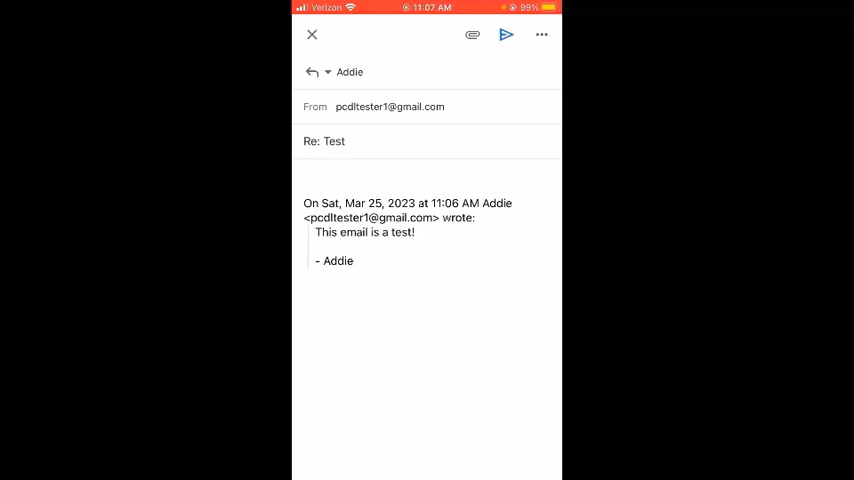 Verizon 11:07 AM 99%
Addie
From pcdltester1@gmail.com
Re: Test
On Sat, Mar 25, 2023 at 11:06 AM Addie
<pcdltester1@gmail.com> wrote:
This email is a test!
- Addie